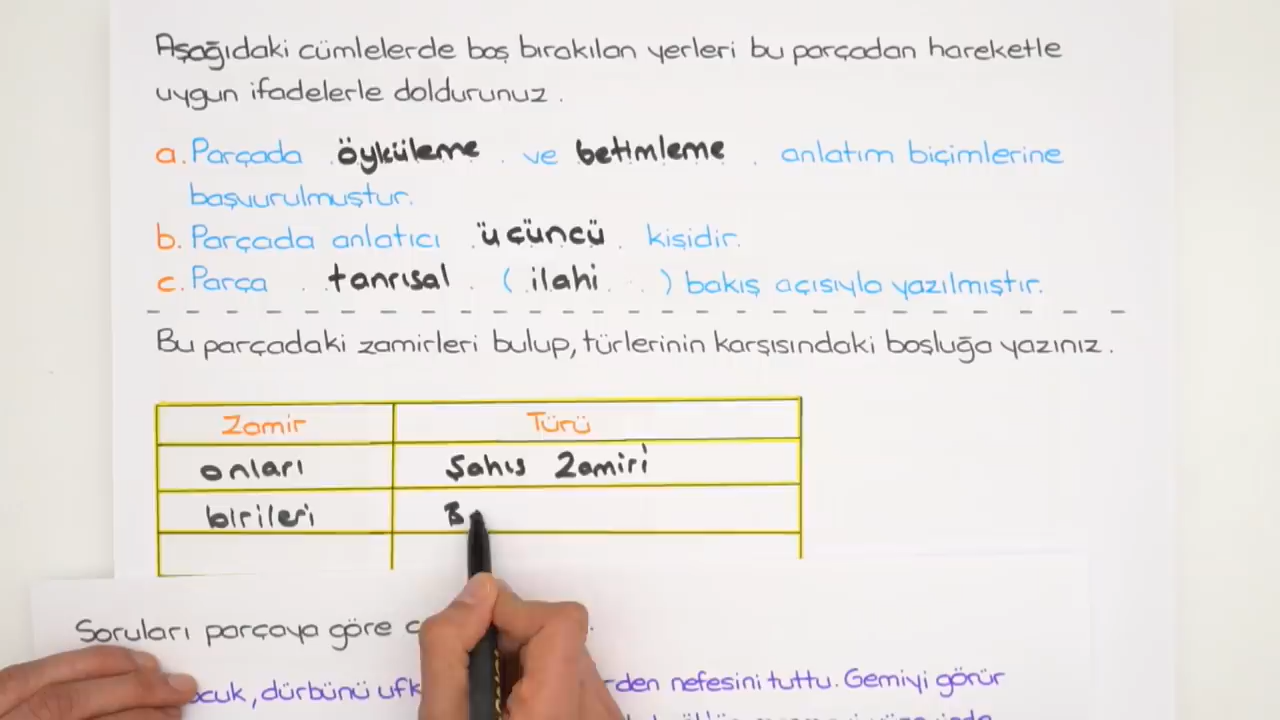 Aşağıdaki cümlelerde boş bırakılan yerleri bu parçadan hareketle
uygun ifadelerle doldurunuz.
a. Parçada öyküleme ve betimleme anlatım biçimlerine
başvurulmuştur.
b. Parçada anlatıcı üçüncü kişidir.
c. Parça tanrısal (ilahi) bakış açısıyla yazılmıştır.
Bu parçadaki zamirleri bulup, türlerinin karşısındaki boşluğa yazınız.
Zamir Türü
onları Şahıs Zamiri
birileri B
Soruları parçaya göre
dürbünü nefesini tuttu. Gemiyi görür